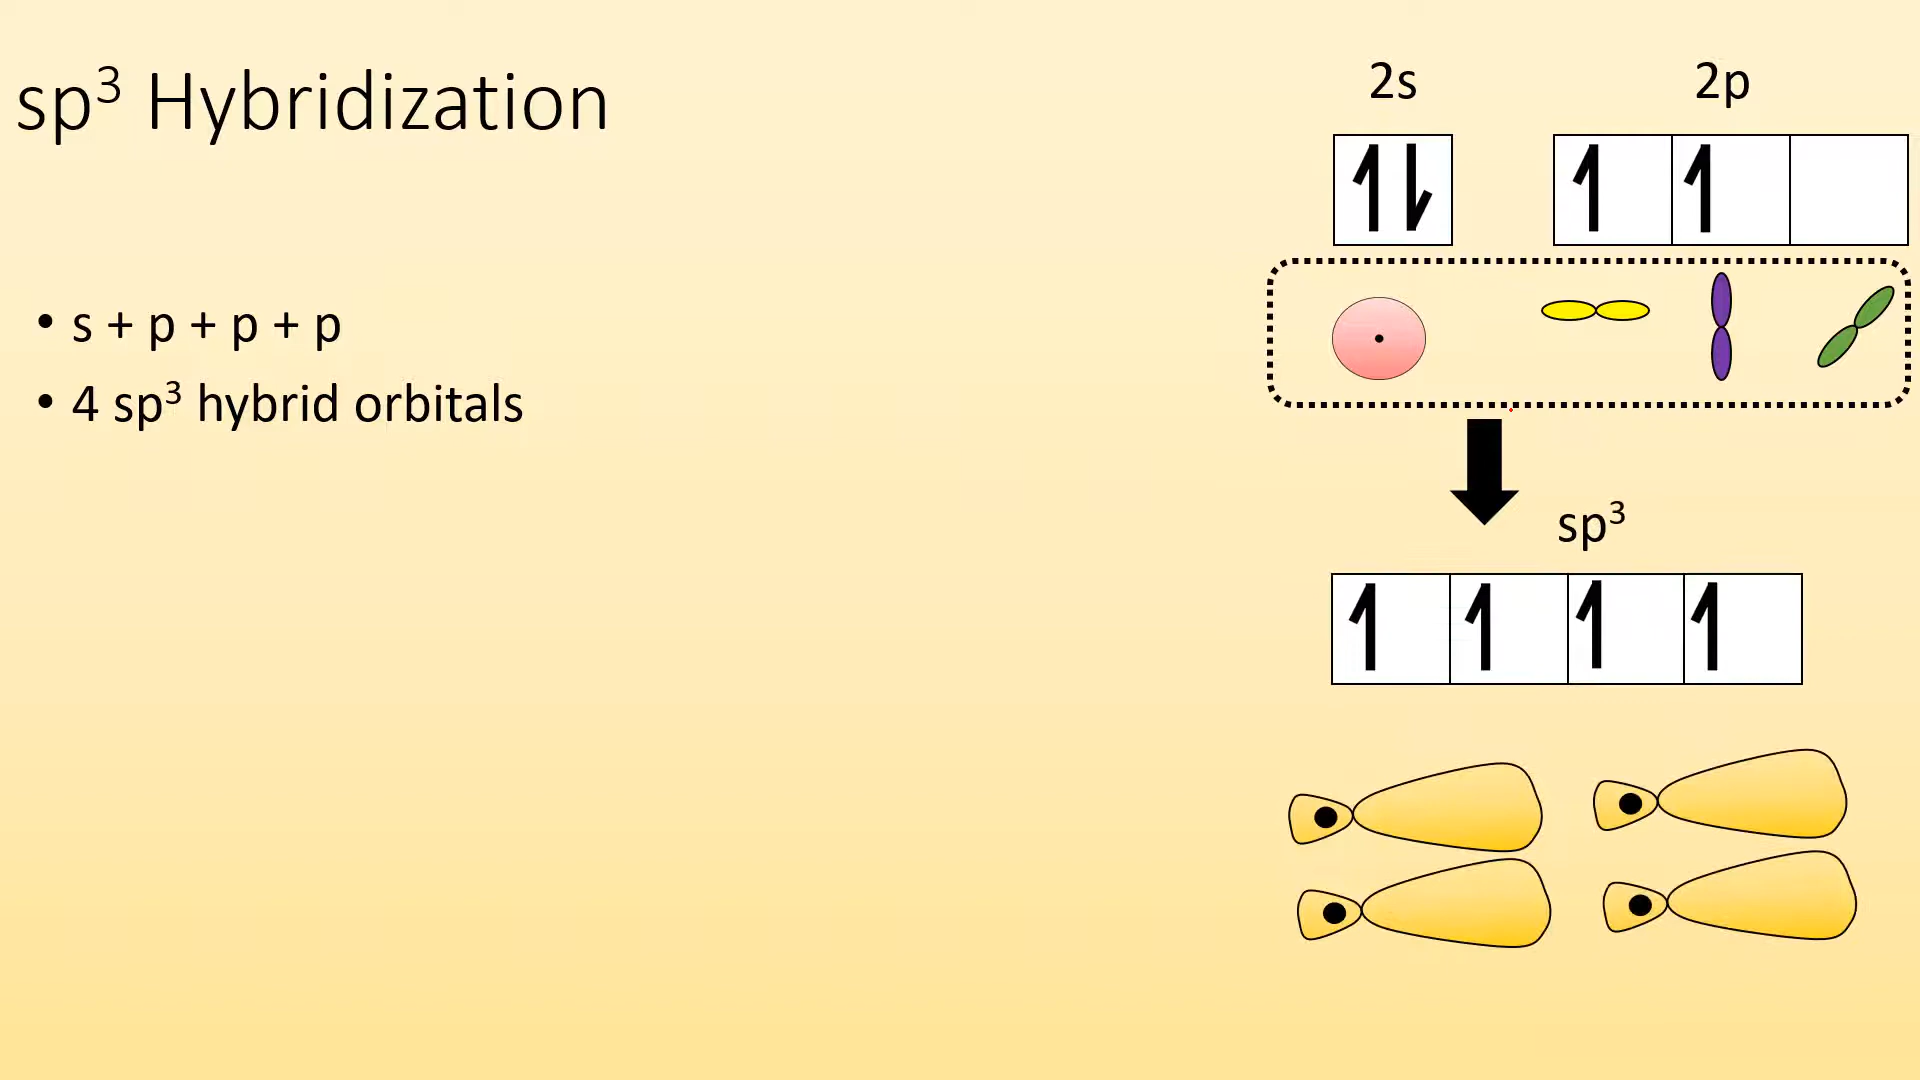 sp³ Hybridization
• s + p + p + p
• 4 sp³ hybrid orbitals
2s 2p
sp³